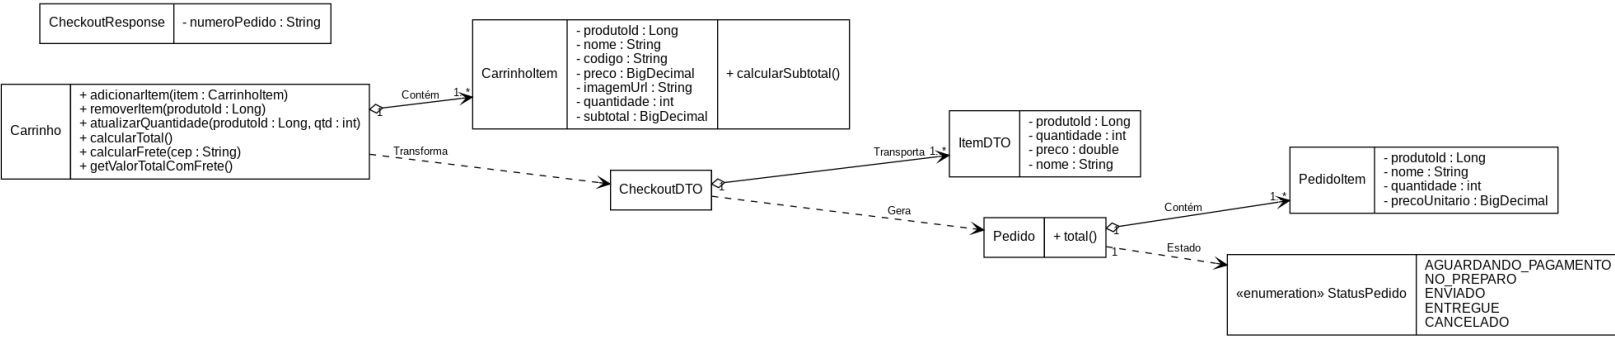 CheckoutResponse
- numeroPedido : String
CarrinhoItem
- produtoId : Long
- nome : String
- codigo : String
- preco : BigDecimal
- imagemUrl : String
- quantidade : int
- subtotal : BigDecimal
+ calcularSubtotal()
Carrinho
+ adicionarItem(item : CarrinhoItem)
+ removerItem(produtoId : Long)
+ atualizarQuantidade(produtoId : Long, qtd : int)
+ calcularTotal()
+ calcularFrete(cep : String)
+ getValorTotalComFrete()
1
Contém
1..*
Transforma
CheckoutDTO
1
Transporta
1..*
ItemDTO
- produtoId : Long
- quantidade : int
- preco : double
- nome : String
Gera
Pedido
+ total()
1
Contém
1..*
PedidoItem
- produtoId : Long
- nome : String
- quantidade : int
- precoUnitario : BigDecimal
1
Estado
«enumeration» StatusPedido
AGUARDANDO_PAGAMENTO
NO_PREPARO
ENVIADO
ENTREGUE
CANCELADO